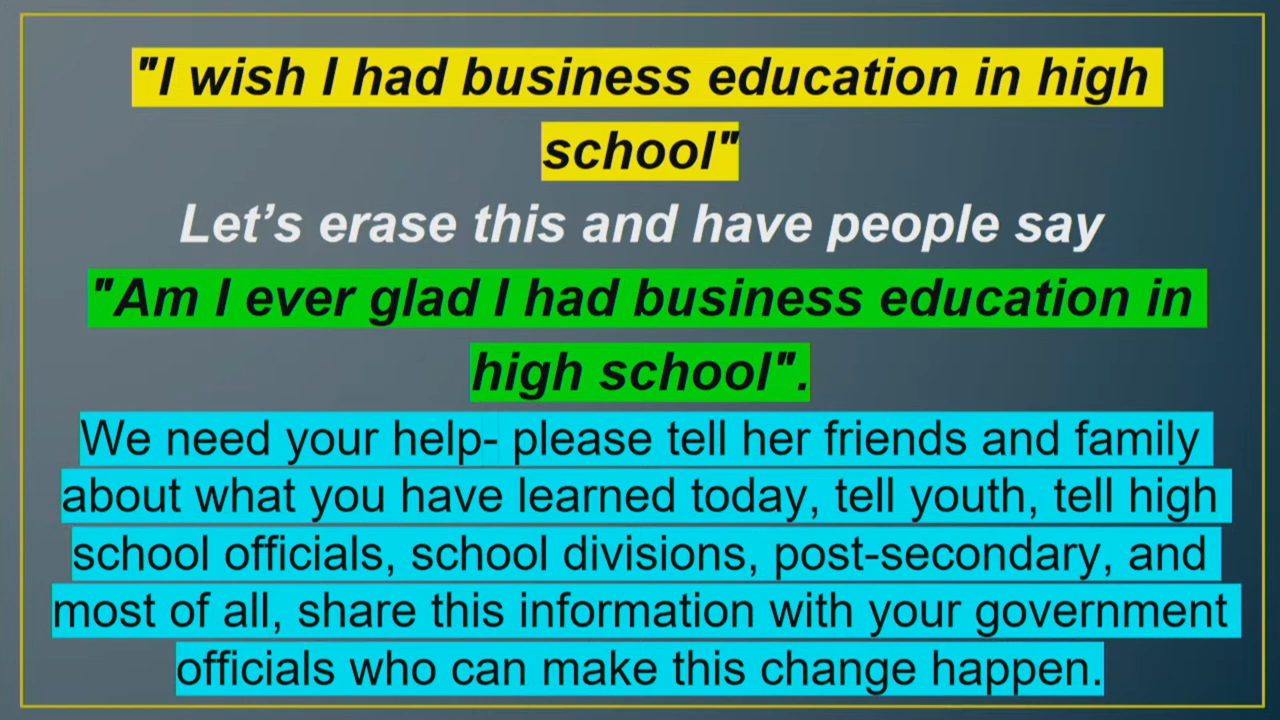 "I wish I had business education in high
school"
Let’s erase this and have people say
"Am I ever glad I had business education in
high school".
We need your help- please tell her friends and family
about what you have learned today, tell youth, tell high
school officials, school divisions, post-secondary, and
most of all, share this information with your government
officials who can make this change happen.